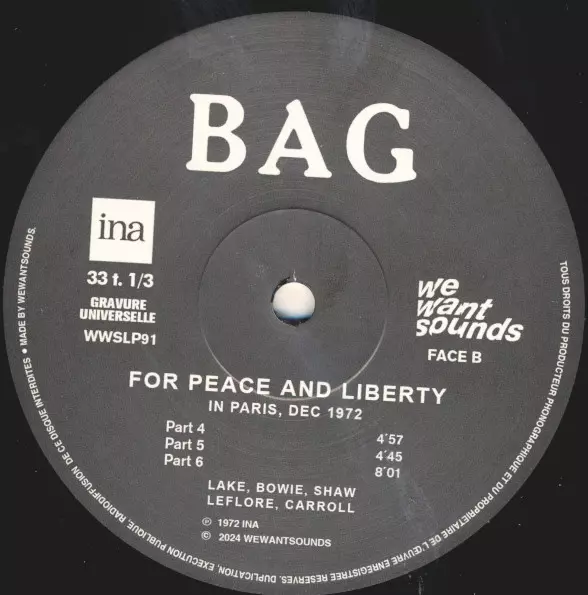 BAG
ina
33 t. 1/3
GRAVURE
UNIVERSELLE
WWSLP91
we
want
sounds
FACE B
FOR PEACE AND LIBERTY
IN PARIS, DEC 1972
Part 4 4'57
Part 5 4'45
Part 6 8'01
LAKE, BOWIE, SHAW
LEFLORE, CARROLL
℗ 1972 INA
© 2024 WEWANTSOUNDS
TOUS DROITS DU PRODUCTEUR PHONOGRAPHIQUE ET DU PROPRIETAIRE DE L'ŒUVRE ENREGISTREE RESERVES. DUPLICATION, EXECUTION PUBLIQUE, RADIODIFFUSION DE CE DISQUE INTERDITES • MADE BY WEWANTSOUNDS.